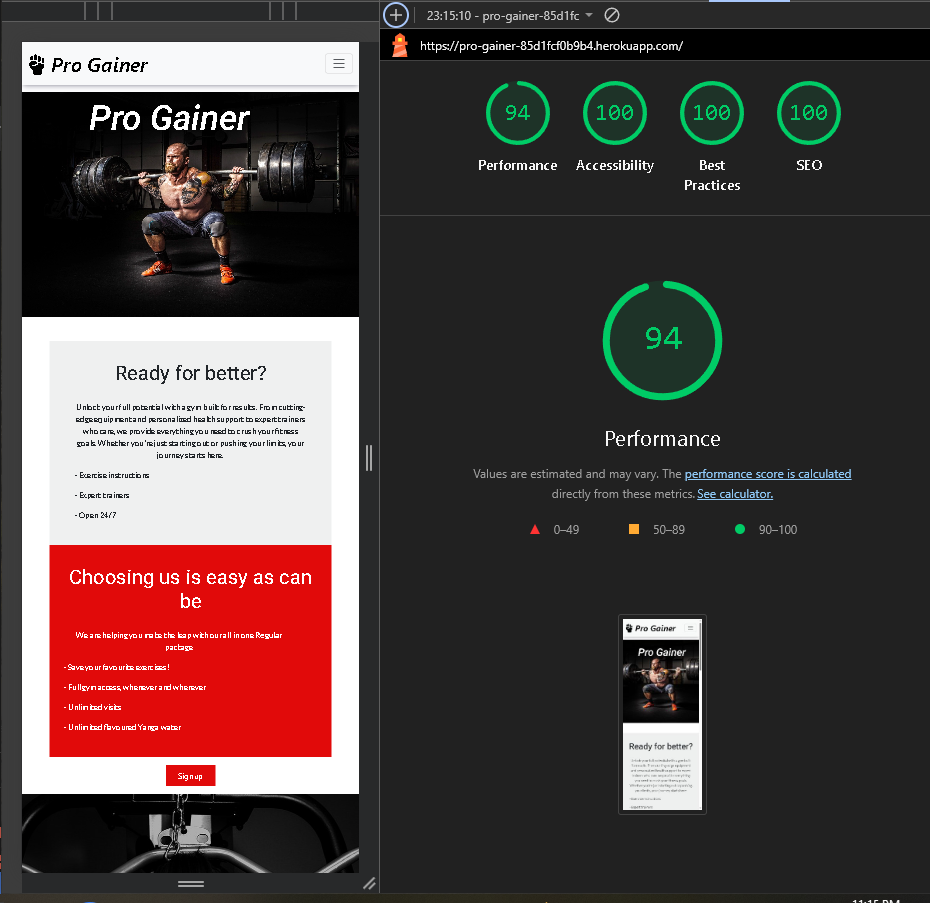 Pro Gainer
Pro Gainer
Ready for better?
Unlock your full potential with a gym built for results. From cutting-
edge equipment and personalized health support to expert trainers
who care, we provide everything you need to crush your fitness
goals. Whether you're just starting out or pushing your limits, your
journey starts here.
- Exercise instructions
- Expert trainers
- Open 24/7
Choosing us is easy as can
be
We are helping you make the leap with our all in one Regular
package
- Save your favourite exercises!
- Full gym access, whenever and wherever
- Unlimited visits
- Unlimited flavoured Yanga water
Sign up
23:15:10 - pro-gainer-85d1fc
https://pro-gainer-85d1fcf0b9b4.herokuapp.com/
94 100 100 100
Performance Accessibility Best
Practices SEO
94
Performance
Values are estimated and may vary. The performance score is calculated
directly from these metrics. See calculator.
0–49 50–89 90–100
Pro Gainer
Pro Gainer
Ready for better?